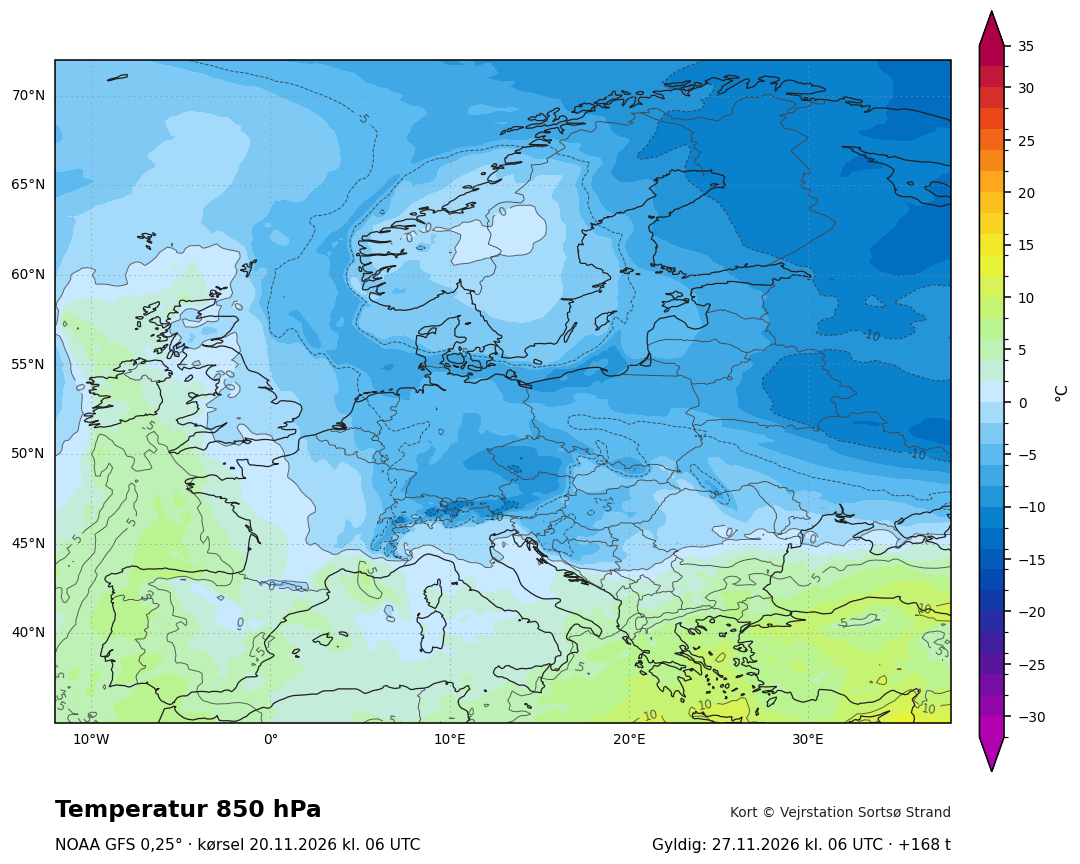 70°N
65°N
60°N
55°N
50°N
45°N
40°N
10°W 0° 10°E 20°E 30°E
35
30
25
20
15
10
5
0
−5
−10
−15
−20
−25
−30
°C
Temperatur 850 hPa
Kort © Vejrstation Sortsø Strand
NOAA GFS 0,25° · kørsel 20.11.2026 kl. 06 UTC
Gyldig: 27.11.2026 kl. 06 UTC · +168 t